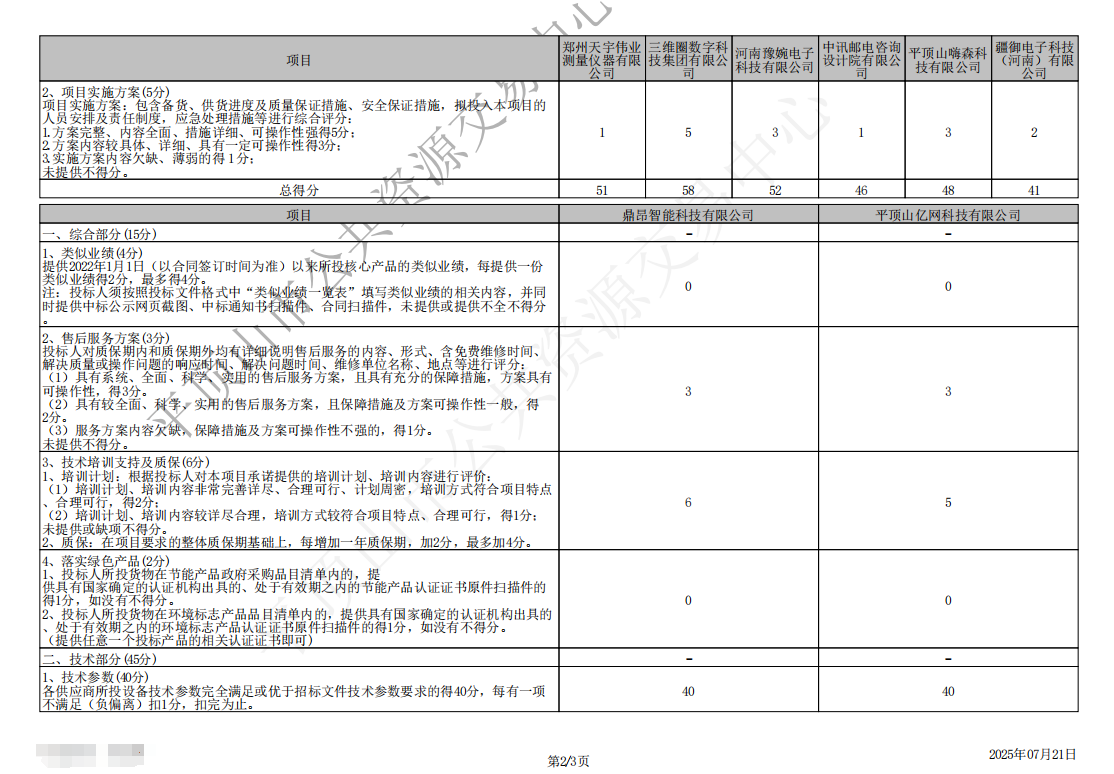 项目
郑州天宇伟业
测量仪器有限
公司
三维圈数字科
技集团有限公
司
河南豫婉电子
科技有限公司
中讯邮电咨询
设计院有限公
司
平顶山嗨森科
技有限公司
疆御电子科技
（河南）有限
公司
2、项目实施方案(5分)
项目实施方案：包含备货、供货进度及质量保证措施、安全保证措施，拟投入本项目的
人员安排及责任制度，应急处理措施等进行综合评分：
1.方案完整、内容全面、措施详细、可操作性强得5分；
2.方案内容较具体、详细、具有一定可操作性得3分；
3.实施方案内容欠缺、薄弱的得1分；
未提供不得分。
1 5 3 1 3 2
总得分 51 58 52 46 48 41
项目 鼎昂智能科技有限公司 平顶山亿网科技有限公司
一、综合部分(15分) - -
1、类似业绩(4分)
提供2022年1月1日（以合同签订时间为准）以来所投核心产品的类似业绩，每提供一份
类似业绩得2分，最多得4分。
注：投标人须按照投标文件格式中“类似业绩一览表”填写类似业绩的相关内容，并同
时提供中标公示网页截图、中标通知书扫描件、合同扫描件，未提供或提供不全不得分
。
0 0
2、售后服务方案(3分)
投标人对质保期内和质保期外均有详细说明售后服务的内容、形式、含免费维修时间、
解决质量或操作问题的响应时间、解决问题时间、维修单位名称、地点等进行评分：
（1）具有系统、全面、科学、实用的售后服务方案，且具有充分的保障措施，方案具有
可操作性，得3分。
（2）具有较全面、科学、实用的售后服务方案，且保障措施及方案可操作性一般，得
2分。
（3）服务方案内容欠缺，保障措施及方案可操作性不强的，得1分。
未提供不得分。
3 3
3、技术培训支持及质保(6分)
1、培训计划：根据投标人对本项目承诺提供的培训计划、培训内容进行评价：
（1）培训计划、培训内容非常完善详尽、合理可行、计划周密，培训方式符合项目特点
、合理可行，得2分；
（2）培训计划、培训内容较详尽合理，培训方式较符合项目特点、合理可行，得1分；
未提供或缺项不得分。
2、质保：在项目要求的整体质保期基础上，每增加一年质保期，加2分，最多加4分。
6 5
4、落实绿色产品(2分)
1、投标人所投货物在节能产品政府采购品目清单内的，提
供具有国家确定的认证机构出具的、处于有效期之内的节能产品认证证书原件扫描件的
得1分，如没有不得分。
2、投标人所投货物在环境标志产品品目清单内的，提供具有国家确定的认证机构出具的
、处于有效期之内的环境标志产品认证证书原件扫描件的得1分，如没有不得分。
(提供任意一个投标产品的相关认证证书即可)
0 0
二、技术部分(45分) - -
1、技术参数(40分)
各供应商所投设备技术参数完全满足或优于招标文件技术参数要求的得40分，每有一项
不满足（负偏离）扣1分，扣完为止。
40 40
平顶山市公共资源交易中心
平顶山市公共资源交易中心
第2/3页
2025年07月21日